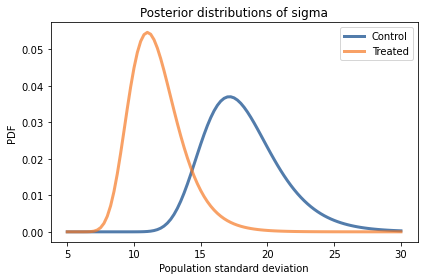 Posterior distributions of sigma
Control
Treated
PDF
0.05
0.04
0.03
0.02
0.01
0.00
5 10 15 20 25 30
Population standard deviation